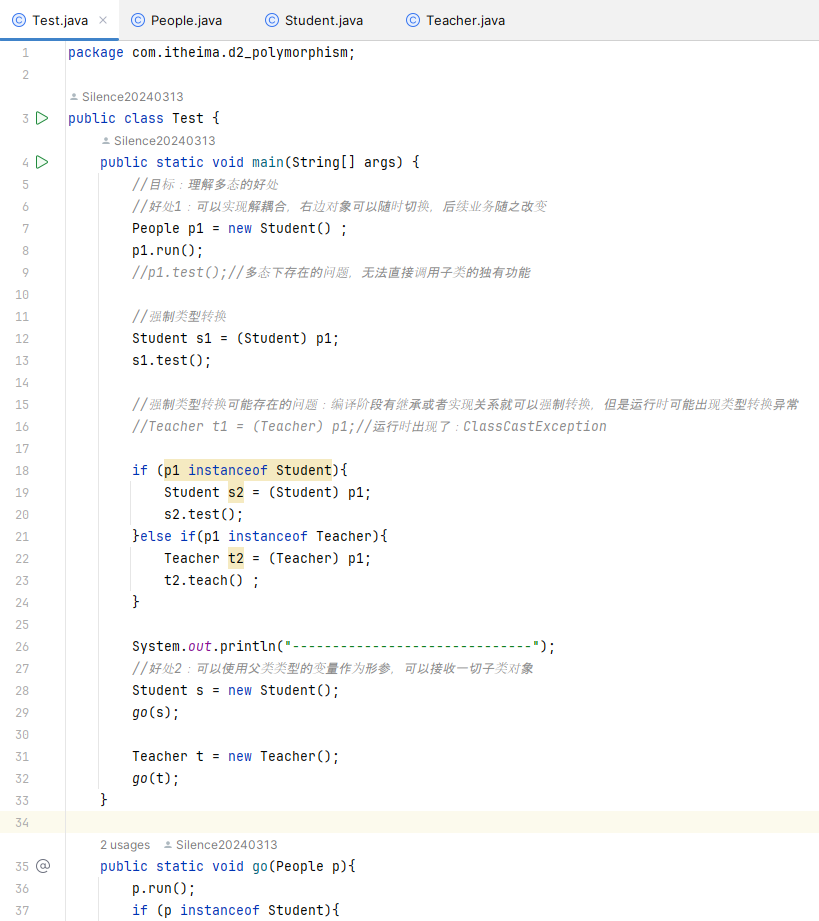 Test.java × People.java Student.java Teacher.java
1 package com.itheima.d2_polymorphism;
2
Silence20240313
3 public class Test {
Silence20240313
4 public static void main(String[] args) {
5 //目标：理解多态的好处
6 //好处1：可以实现解耦合，右边对象可以随时切换，后续业务随之改变
7 People p1 = new Student() ;
8 p1.run();
9 //p1.test();//多态下存在的问题，无法直接调用子类的独有功能
10
11 //强制类型转换
12 Student s1 = (Student) p1;
13 s1.test();
14
15 //强制类型转换可能存在的问题：编译阶段有继承或者实现关系就可以强制转换，但是运行时可能出现类型转换异常
16 //Teacher t1 = (Teacher) p1;//运行时出现了：ClassCastException
17
18 if (p1 instanceof Student){
19 Student s2 = (Student) p1;
20 s2.test();
21 }else if(p1 instanceof Teacher){
22 Teacher t2 = (Teacher) p1;
23 t2.teach() ;
24 }
25
26 System.out.println("------------------------------");
27 //好处2：可以使用父类类型的变量作为形参，可以接收一切子类对象
28 Student s = new Student();
29 go(s);
30
31 Teacher t = new Teacher();
32 go(t);
33 }
34
2 usages Silence20240313
35 @ public static void go(People p){
36 p.run();
37 if (p instanceof Student){